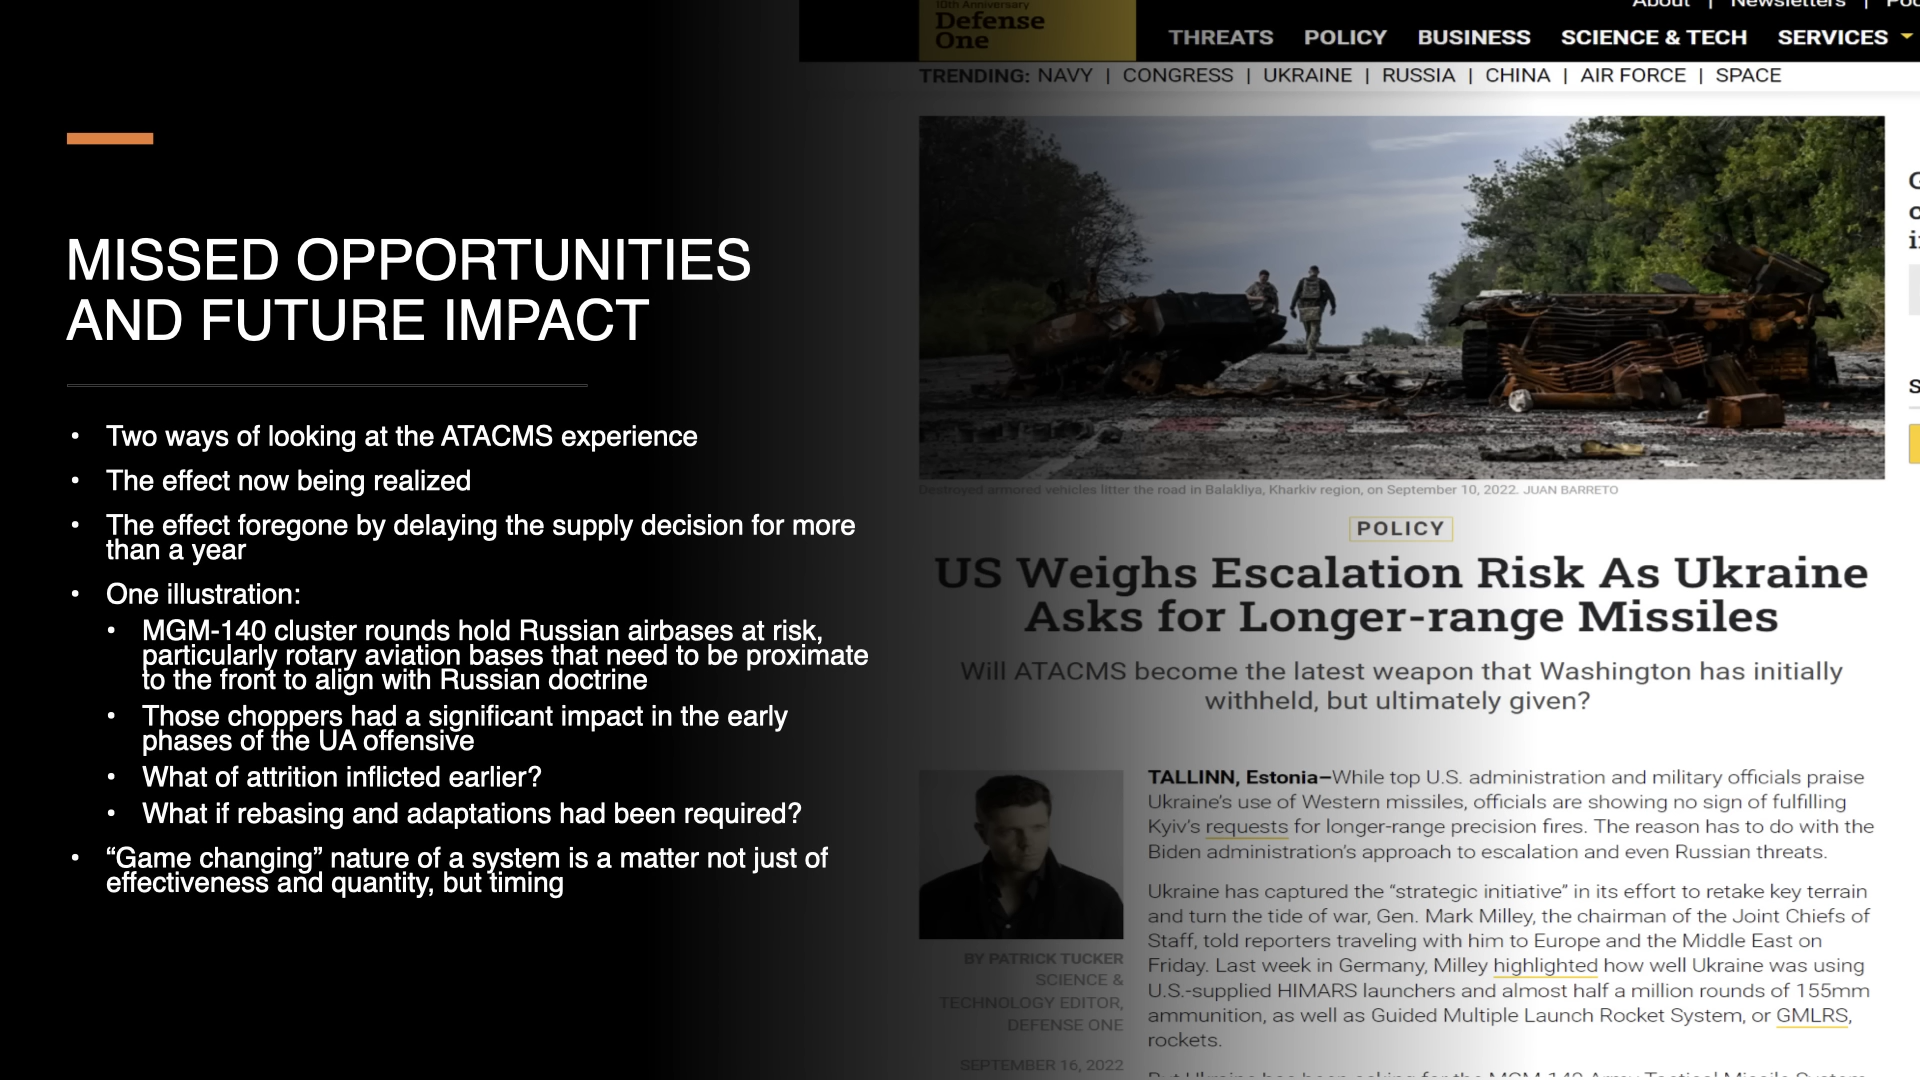 MISSED OPPORTUNITIES
AND FUTURE IMPACT
• Two ways of looking at the ATACMS experience
• The effect now being realized
• The effect foregone by delaying the supply decision for more
than a year
• One illustration:
• MGM-140 cluster rounds hold Russian airbases at risk,
particularly rotary aviation bases that need to be proximate
to the front to align with Russian doctrine
• Those choppers had a significant impact in the early
phases of the UA offensive
• What of attrition inflicted earlier?
• What if rebasing and adaptations had been required?
• “Game changing” nature of a system is a matter not just of
effectiveness and quantity, but timing
10th Anniversary
Defense
One
About | Newsletters |
THREATS POLICY BUSINESS SCIENCE & TECH SERVICES
TRENDING: NAVY | CONGRESS | UKRAINE | RUSSIA | CHINA | AIR FORCE | SPACE
Destroyed armored vehicles litter the road in Balakliya, Kharkiv region, on September 10, 2022. JUAN BARRETO
POLICY
US Weighs Escalation Risk As Ukraine
Asks for Longer-range Missiles
Will ATACMS become the latest weapon that Washington has initially
withheld, but ultimately given?
BY PATRICK TUCKER
SCIENCE &
TECHNOLOGY EDITOR,
DEFENSE ONE
SEPTEMBER 16, 2022
TALLINN, Estonia—While top U.S. administration and military officials praise
Ukraine’s use of Western missiles, officials are showing no sign of fulfilling
Kyiv’s requests for longer-range precision fires. The reason has to do with the
Biden administration’s approach to escalation and even Russian threats.
Ukraine has captured the “strategic initiative” in its effort to retake key terrain
and turn the tide of war, Gen. Mark Milley, the chairman of the Joint Chiefs of
Staff, told reporters traveling with him to Europe and the Middle East on
Friday. Last week in Germany, Milley highlighted how well Ukraine was using
U.S.-supplied HIMARS launchers and almost half a million rounds of 155mm
ammunition, as well as Guided Multiple Launch Rocket System, or GMLRS,
rockets.